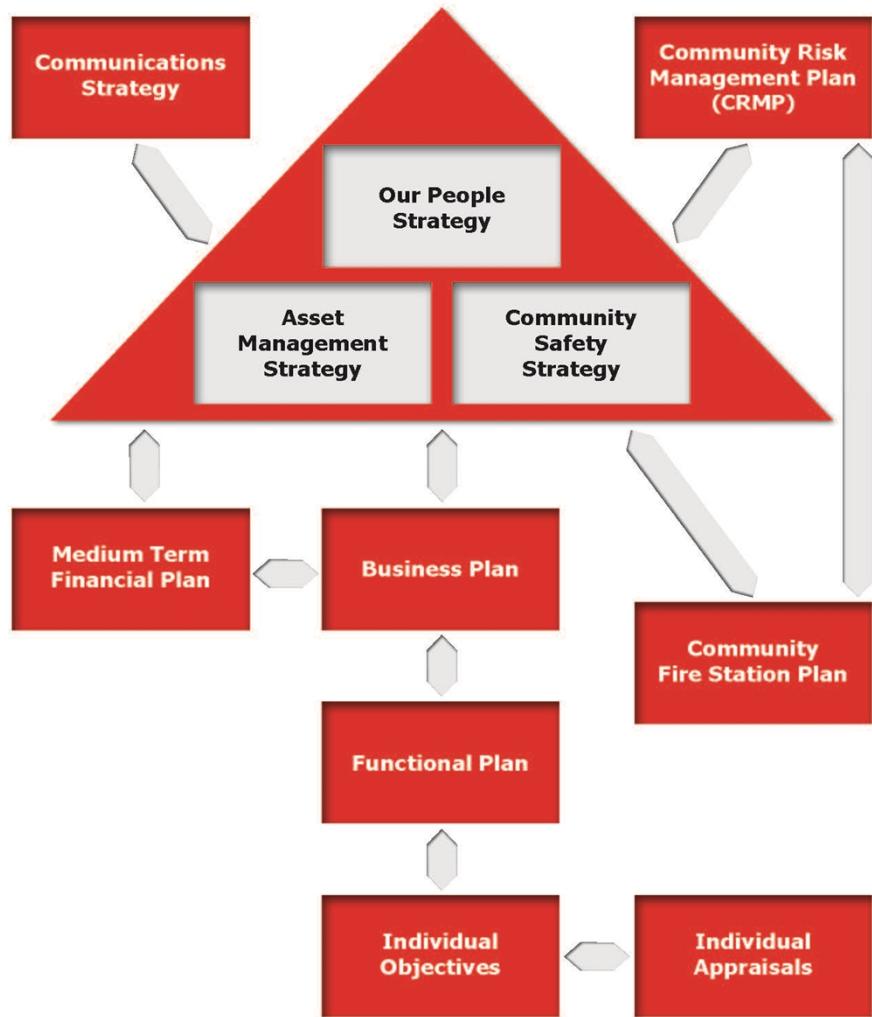 Communications
Strategy
Community Risk
Management Plan
(CRMP)
Our People
Strategy
Asset
Management
Strategy
Community
Safety
Strategy
Medium Term
Financial Plan
Business Plan
Community
Fire Station Plan
Functional Plan
Individual
Objectives
Individual
Appraisals